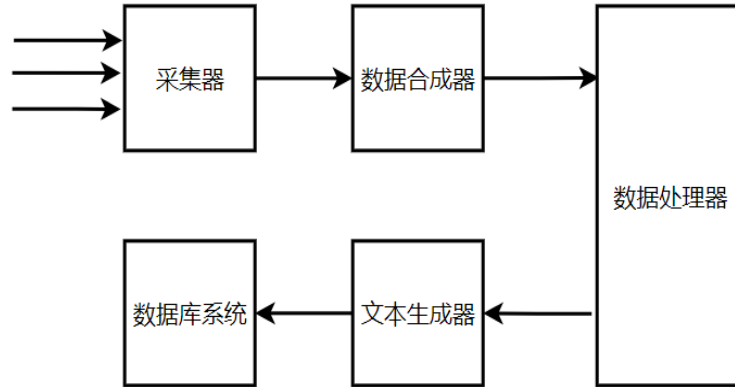 采集器
数据合成器
数据处理器
数据库系统
文本生成器